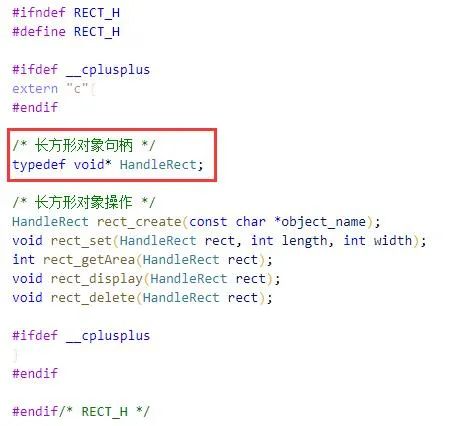 #ifndef RECT_H
#define RECT_H
#ifdef __cplusplus
extern "c"{
#endif
/* 长方形对象句柄 */
typedef void* HandleRect;
/* 长方形对象操作 */
HandleRect rect_create(const char *object_name);
void rect_set(HandleRect rect, int length, int width);
int rect_getArea(HandleRect rect);
void rect_display(HandleRect rect);
void rect_delete(HandleRect rect);
#ifdef __cplusplus
}
#endif
#endif/* RECT_H */